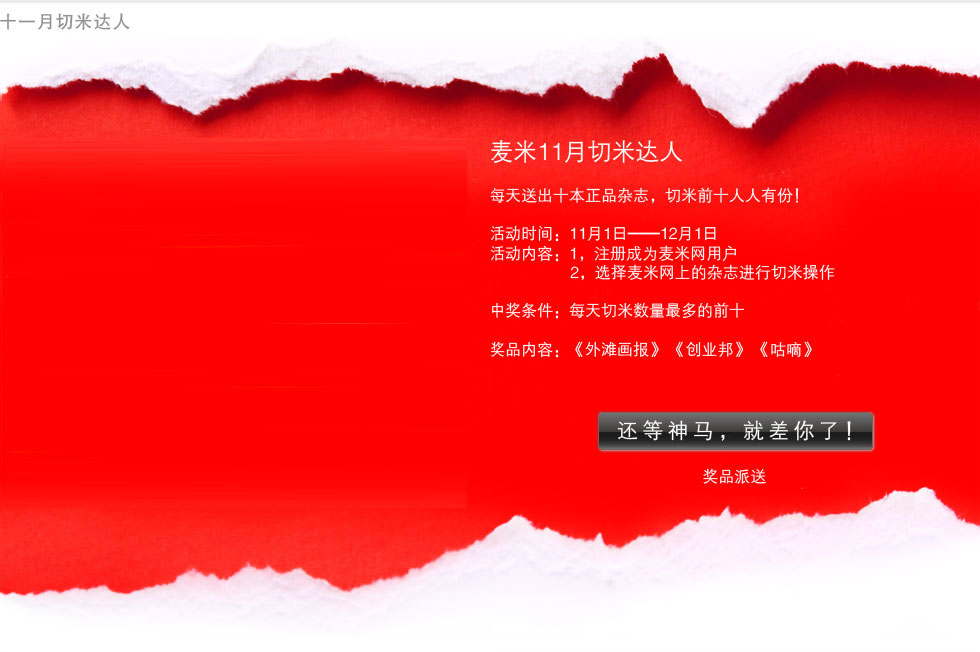 十一月切米达人
麦米11月切米达人
每天送出十本正品杂志，切米前十人人有份！
活动时间：11月1日——12月1日
活动内容：1，注册成为麦米网用户
2，选择麦米网上的杂志进行切米操作
中奖条件：每天切米数量最多的前十
奖品内容：《外滩画报》《创业邦》《咕嘀》
还等神马，就差你了！
奖品派送